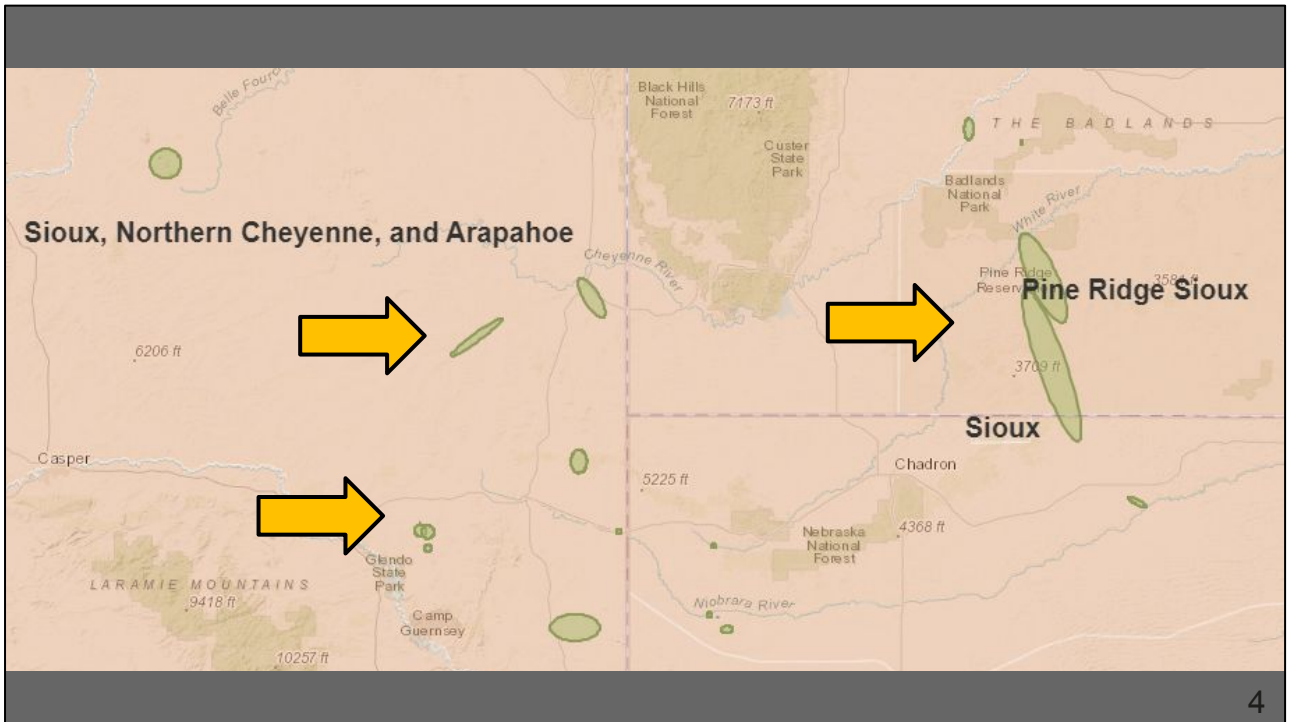 Belle Fourc
Black Hills
National
Forest
7173 ft
THE BADLANDS
Custer
State
Park
Badlands
National
Park
White River
Sioux, Northern Cheyenne, and Arapahoe
Cheyenne River
Pine Ridge
Pine Ridge Sioux
6206 ft
3709 ft
Sioux
Casper
Chadron
5225 ft
Nebraska
National
Forest
4368 ft
Glendo
State
Park
LARAMIE MOUNTAINS
9418 ft
Camp
Guernsey
Niobrara River
10257 ft
4